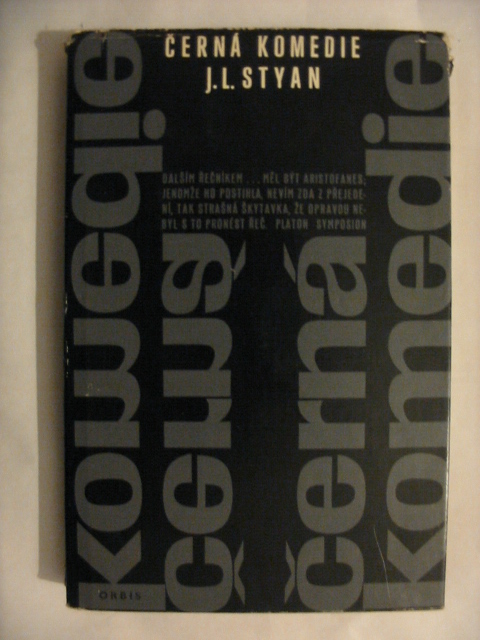 ČERNÁ KOMEDIE
J.L. STYAN
DALŠÍM ŘEČNÍKEM ... MĚL BÝT ARISTOFANES,
JENOMŽE HO POSTIHLA, NEVÍM ZDA Z PŘEJEDE-
NÍ, TAK STRAŠNÁ ŠKYTAVKA, ŽE OPRAVDU NE-
BYL S TO PRONÉST ŘEČ. PLATON SYMPOSION
komedie
černá
černá
komedie
ORBIS